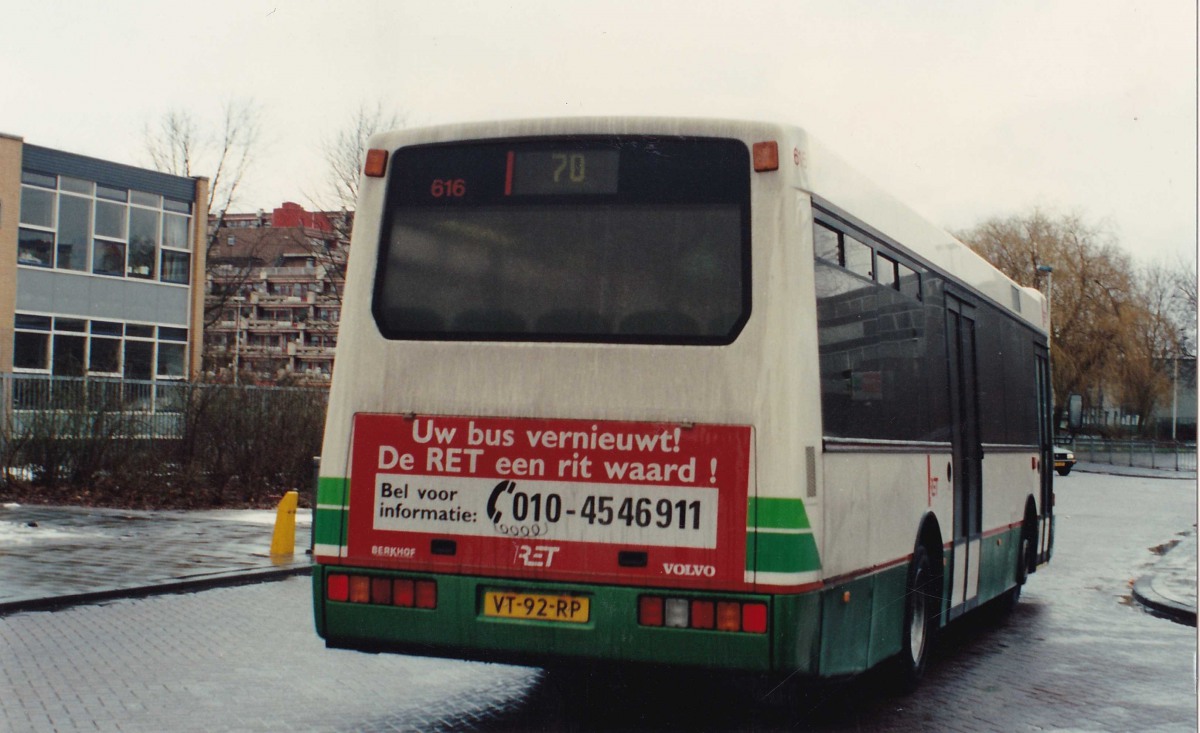 616
70
Uw bus vernieuwt!
De RET een rit waard !
Bel voor
informatie:
010-4546911
BERKHOF
RET
VOLVO
VT-92-RP
RET